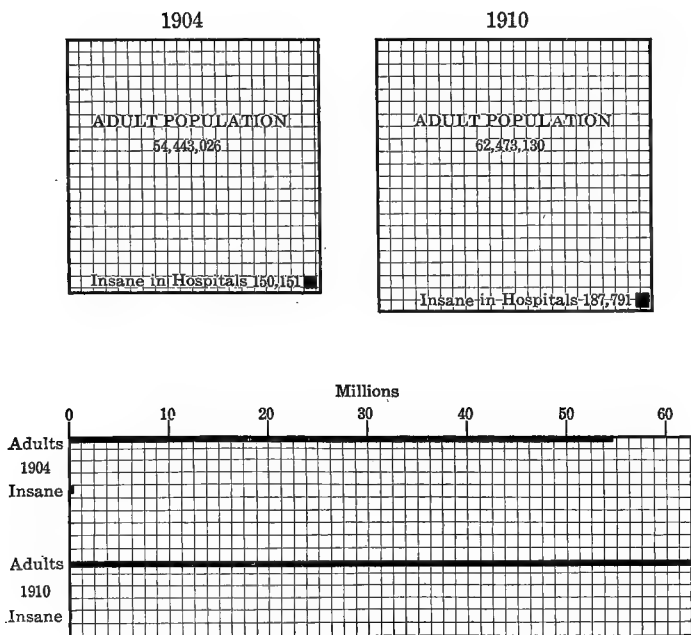 1904
ADULT POPULATION
54,443,026
Insane in Hospitals 150,151
1910
ADULT POPULATION
62,473,130
Insane in Hospitals 187,791
Millions
0 10 20 30 40 50 60
Adults
1904
Insane
Adults
1910
Insane